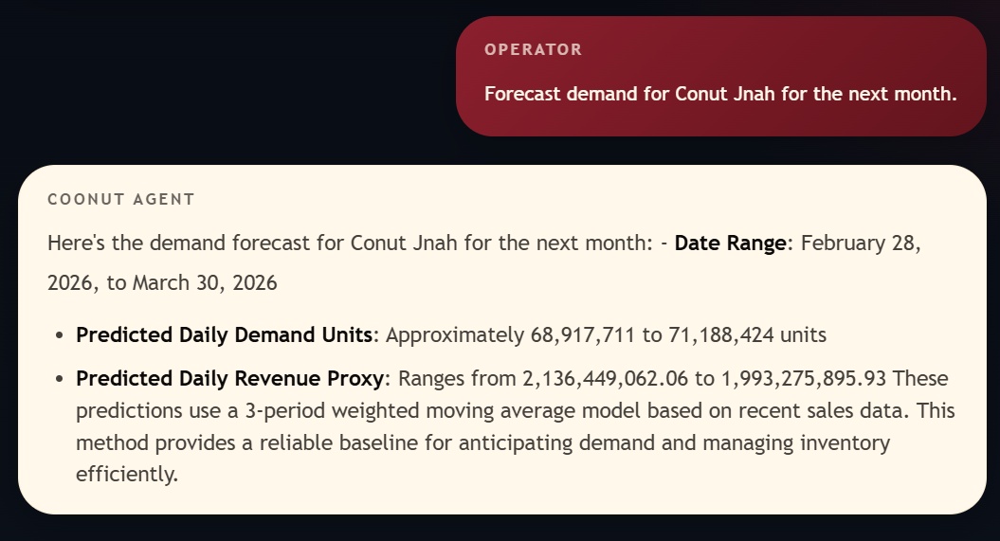 OPERATOR
Forecast demand for Conut Jnah for the next month.
COONUT AGENT
Here's the demand forecast for Conut Jnah for the next month: - Date Range: February 28,
2026, to March 30, 2026
• Predicted Daily Demand Units: Approximately 68,917,711 to 71,188,424 units
• Predicted Daily Revenue Proxy: Ranges from 2,136,449,062.06 to 1,993,275,895.93 These
predictions use a 3-period weighted moving average model based on recent sales data. This
method provides a reliable baseline for anticipating demand and managing inventory
efficiently.